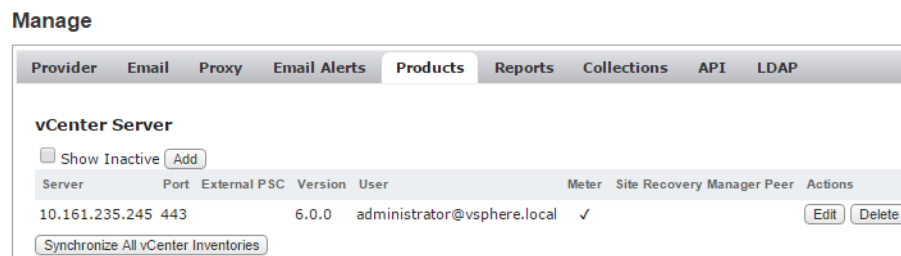 Manage
Provider Email Proxy Email Alerts Products Reports Collections API LDAP
vCenter Server
Show Inactive Add
Server Port External PSC Version User Meter Site Recovery Manager Peer Actions
10.161.235.245 443 6.0.0 administrator@vsphere.local ✓ Edit Delete
Synchronize All vCenter Inventories